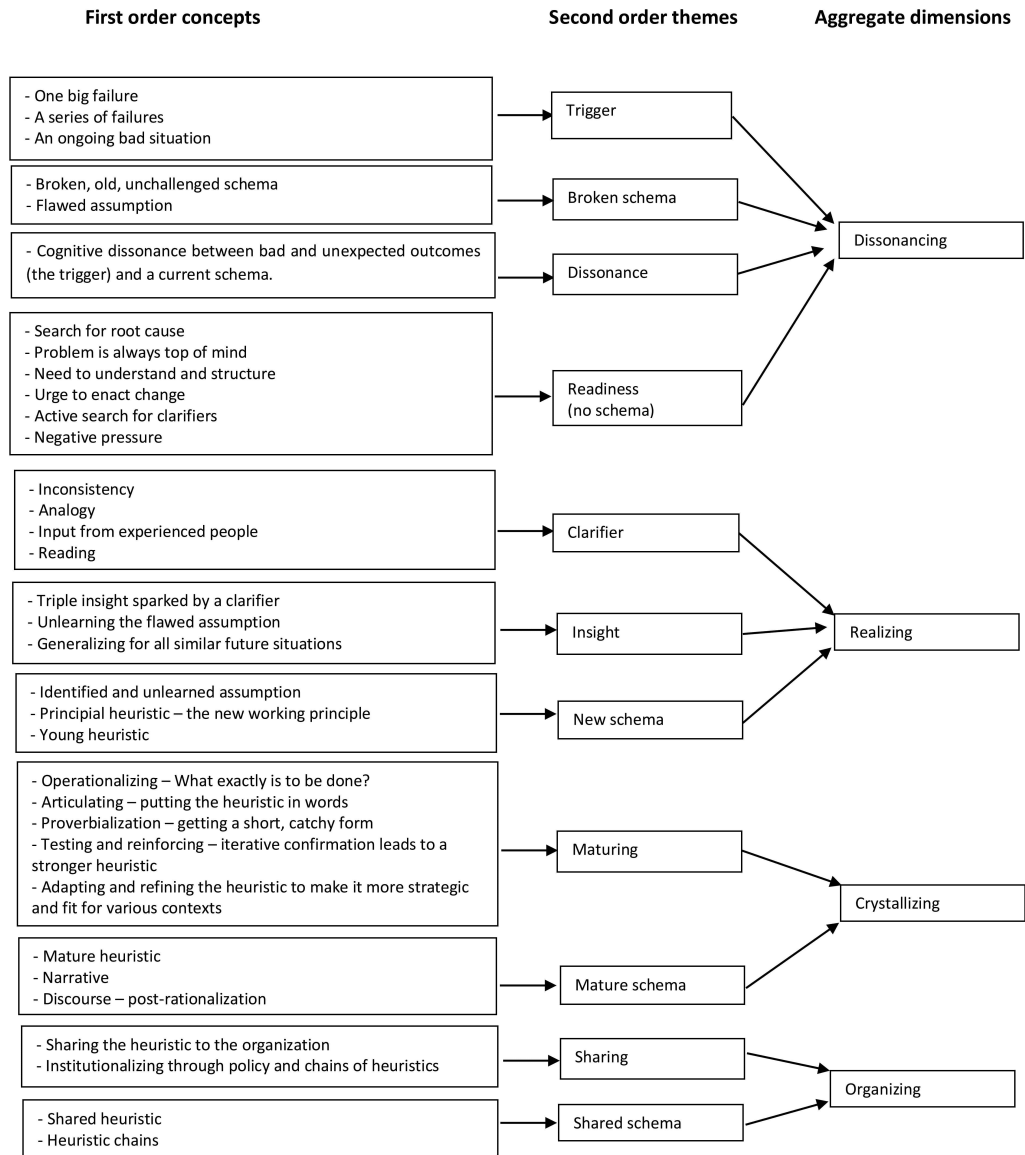 First order concepts
Second order themes
Aggregate dimensions
- One big failure
- A series of failures
- An ongoing bad situation
Trigger
- Broken, old, unchallenged schema
- Flawed assumption
Broken schema
Dissonancing
- Cognitive dissonance between bad and unexpected outcomes
(the trigger) and a current schema.
Dissonance
- Search for root cause
- Problem is always top of mind
- Need to understand and structure
- Urge to enact change
- Active search for clarifiers
- Negative pressure
Readiness
(no schema)
- Inconsistency
- Analogy
- Input from experienced people
- Reading
Clarifier
- Triple insight sparked by a clarifier
- Unlearning the flawed assumption
- Generalizing for all similar future situations
Insight
Realizing
- Identified and unlearned assumption
- Principial heuristic – the new working principle
- Young heuristic
New schema
- Operationalizing – What exactly is to be done?
- Articulating – putting the heuristic in words
- Proverbialization – getting a short, catchy form
- Testing and reinforcing – iterative confirmation leads to a
stronger heuristic
- Adapting and refining the heuristic to make it more strategic
and fit for various contexts
Maturing
Crystallizing
- Mature heuristic
- Narrative
- Discourse – post-rationalization
Mature schema
- Sharing the heuristic to the organization
- Institutionalizing through policy and chains of heuristics
Sharing
Organizing
- Shared heuristic
- Heuristic chains
Shared schema